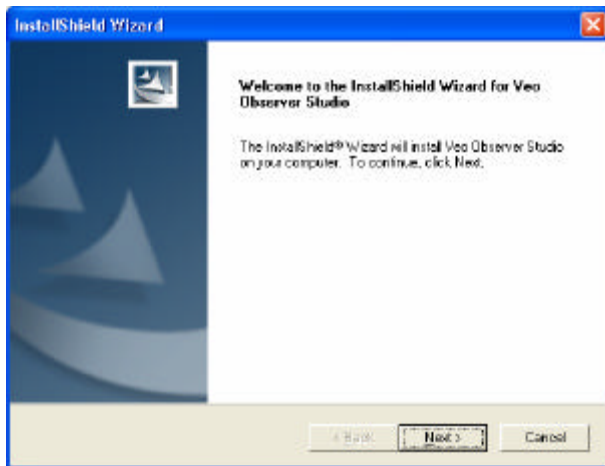 InstallShield Wizard
Welcome to the InstallShield Wizard for Veo
Observer Studio
The InstallShield® Wizard will install Veo Observer Studio
on your computer. To continue, click Next.
< Back
Next >
Cancel